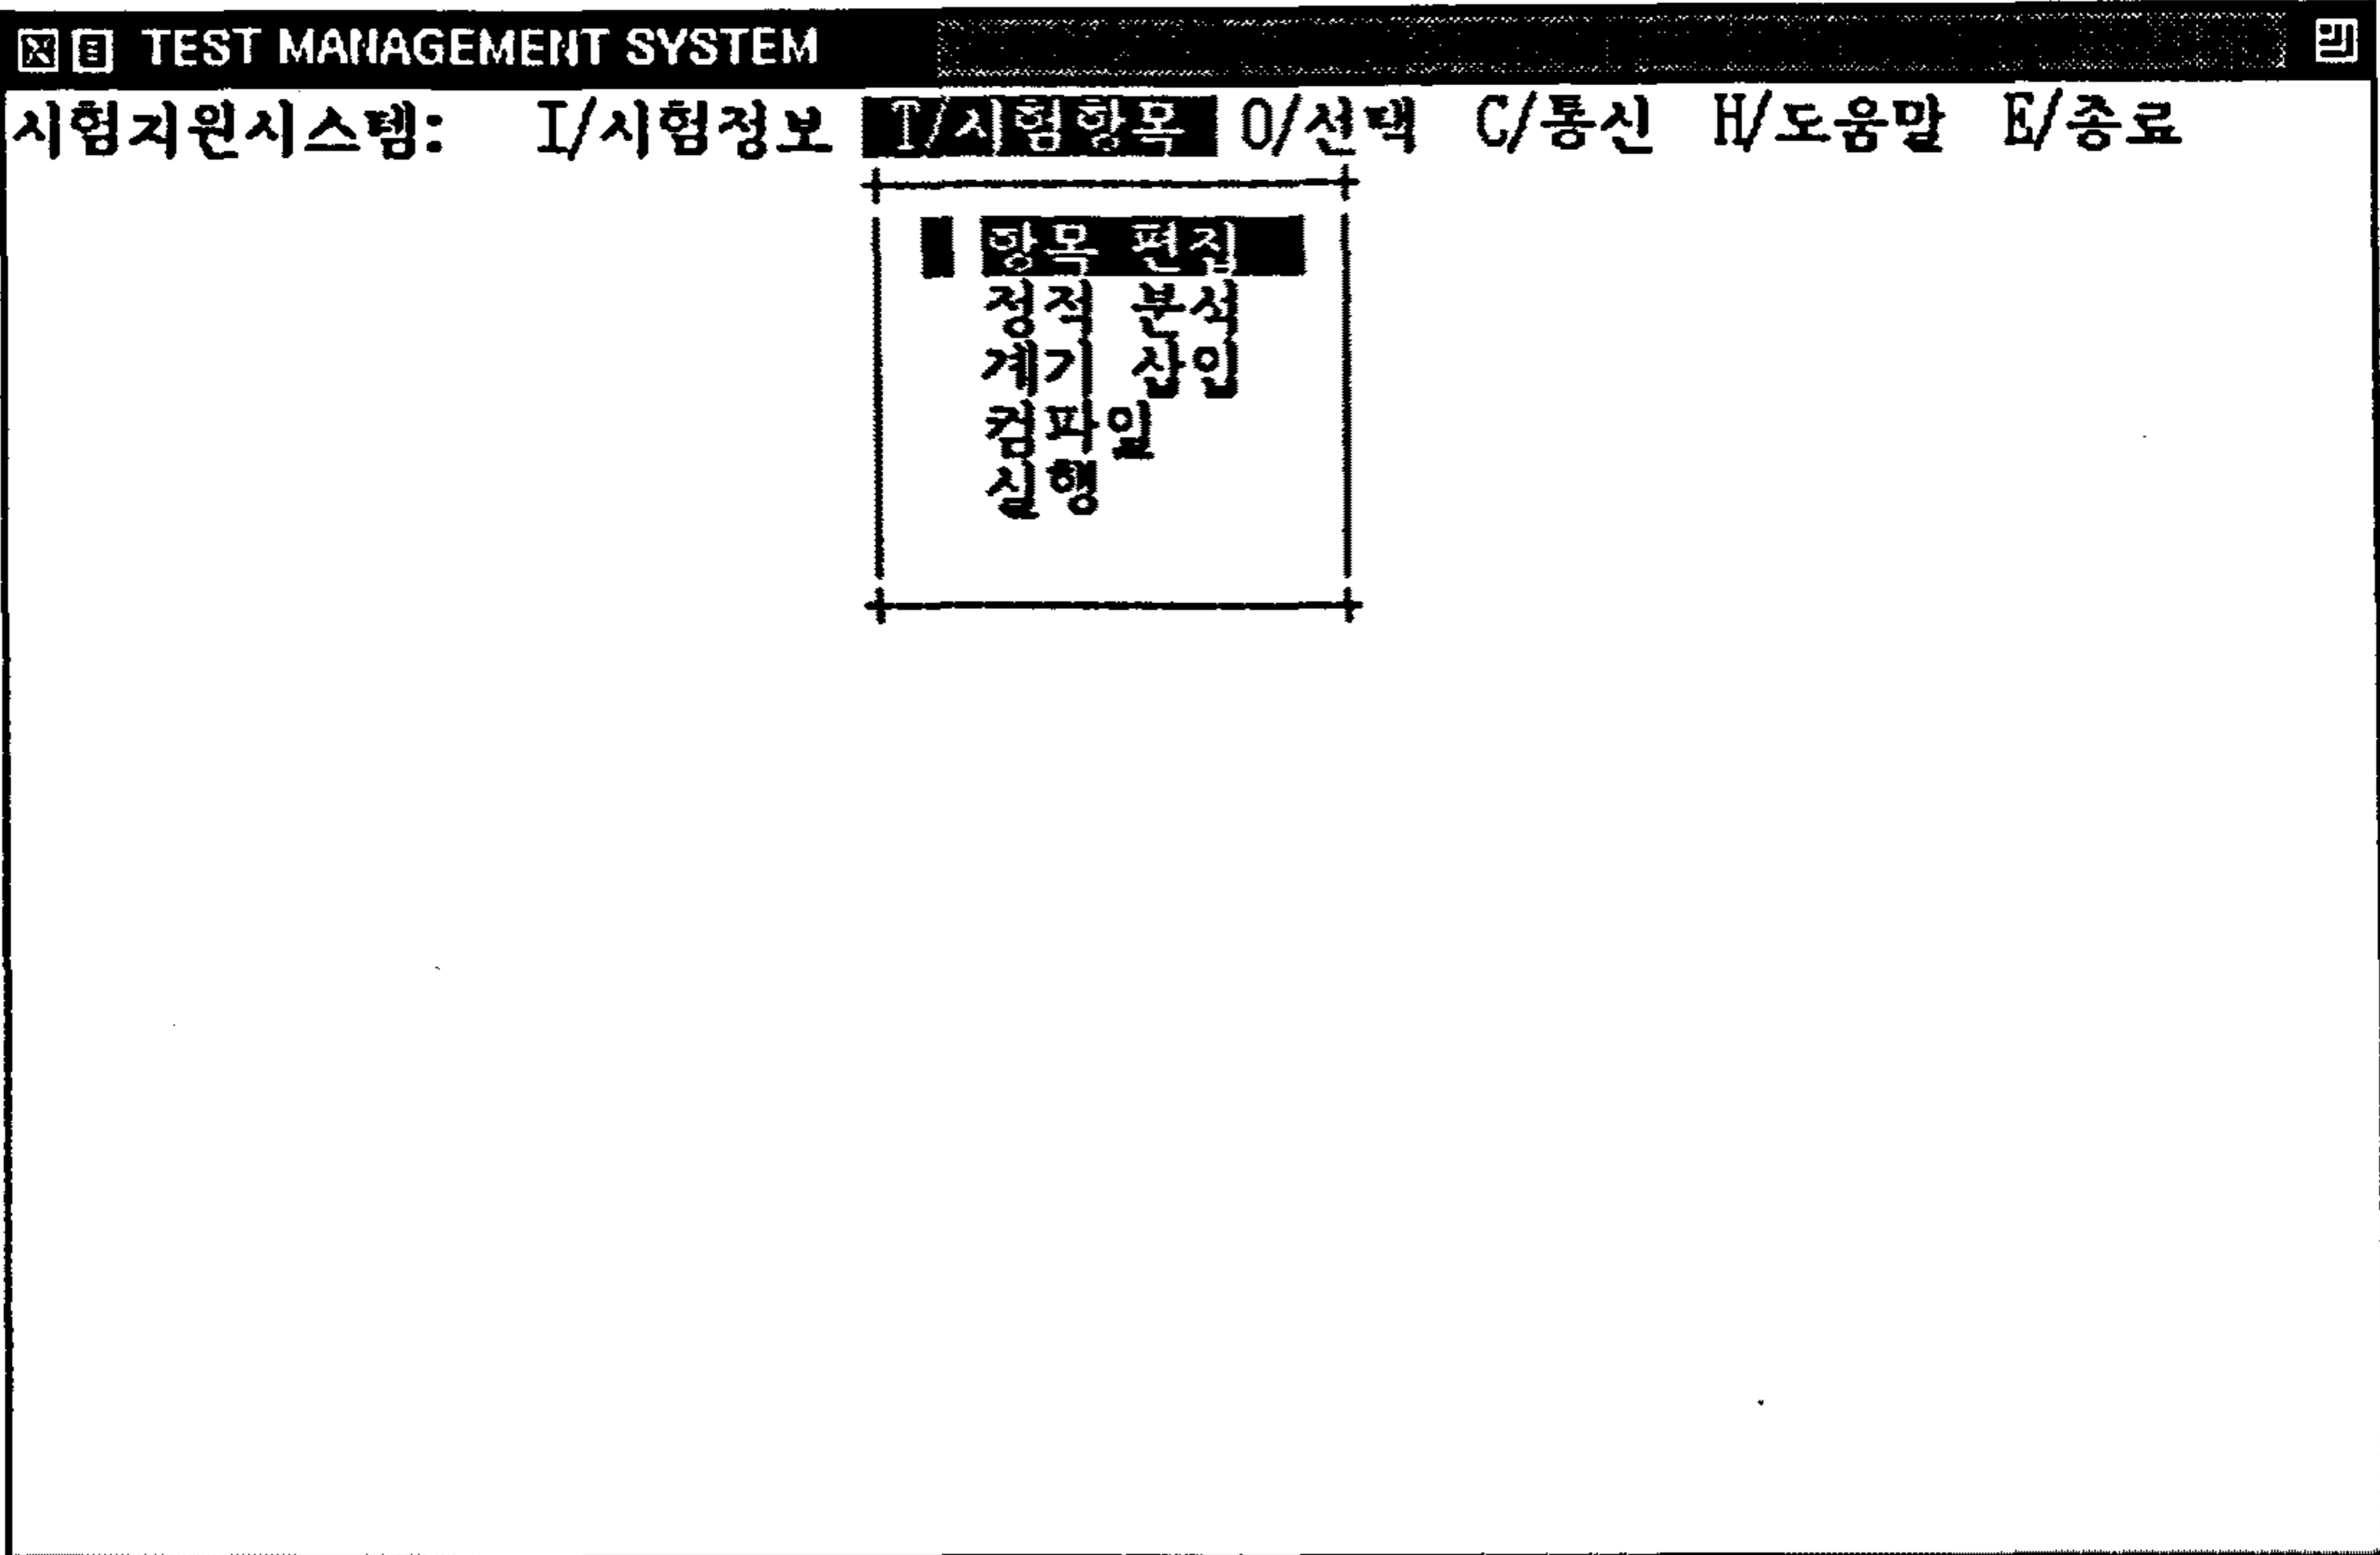 TEST MANAGEMENT SYSTEM
시험지원시스템: I/시험정보 T/시험항목 O/선택 C/통신 H/도움말 E/종료
항목 편집
정적 분석
계기 삽입
컴파일
실행